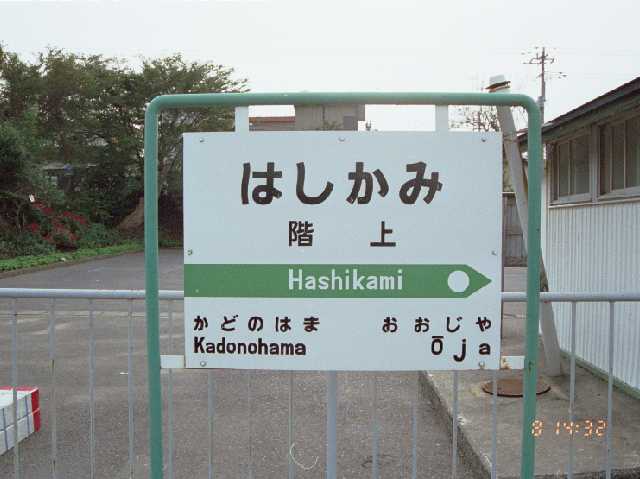 はしかみ
階上
Hashikami
かどのはま おおじや
Kadonohama Ōja
8 14:32